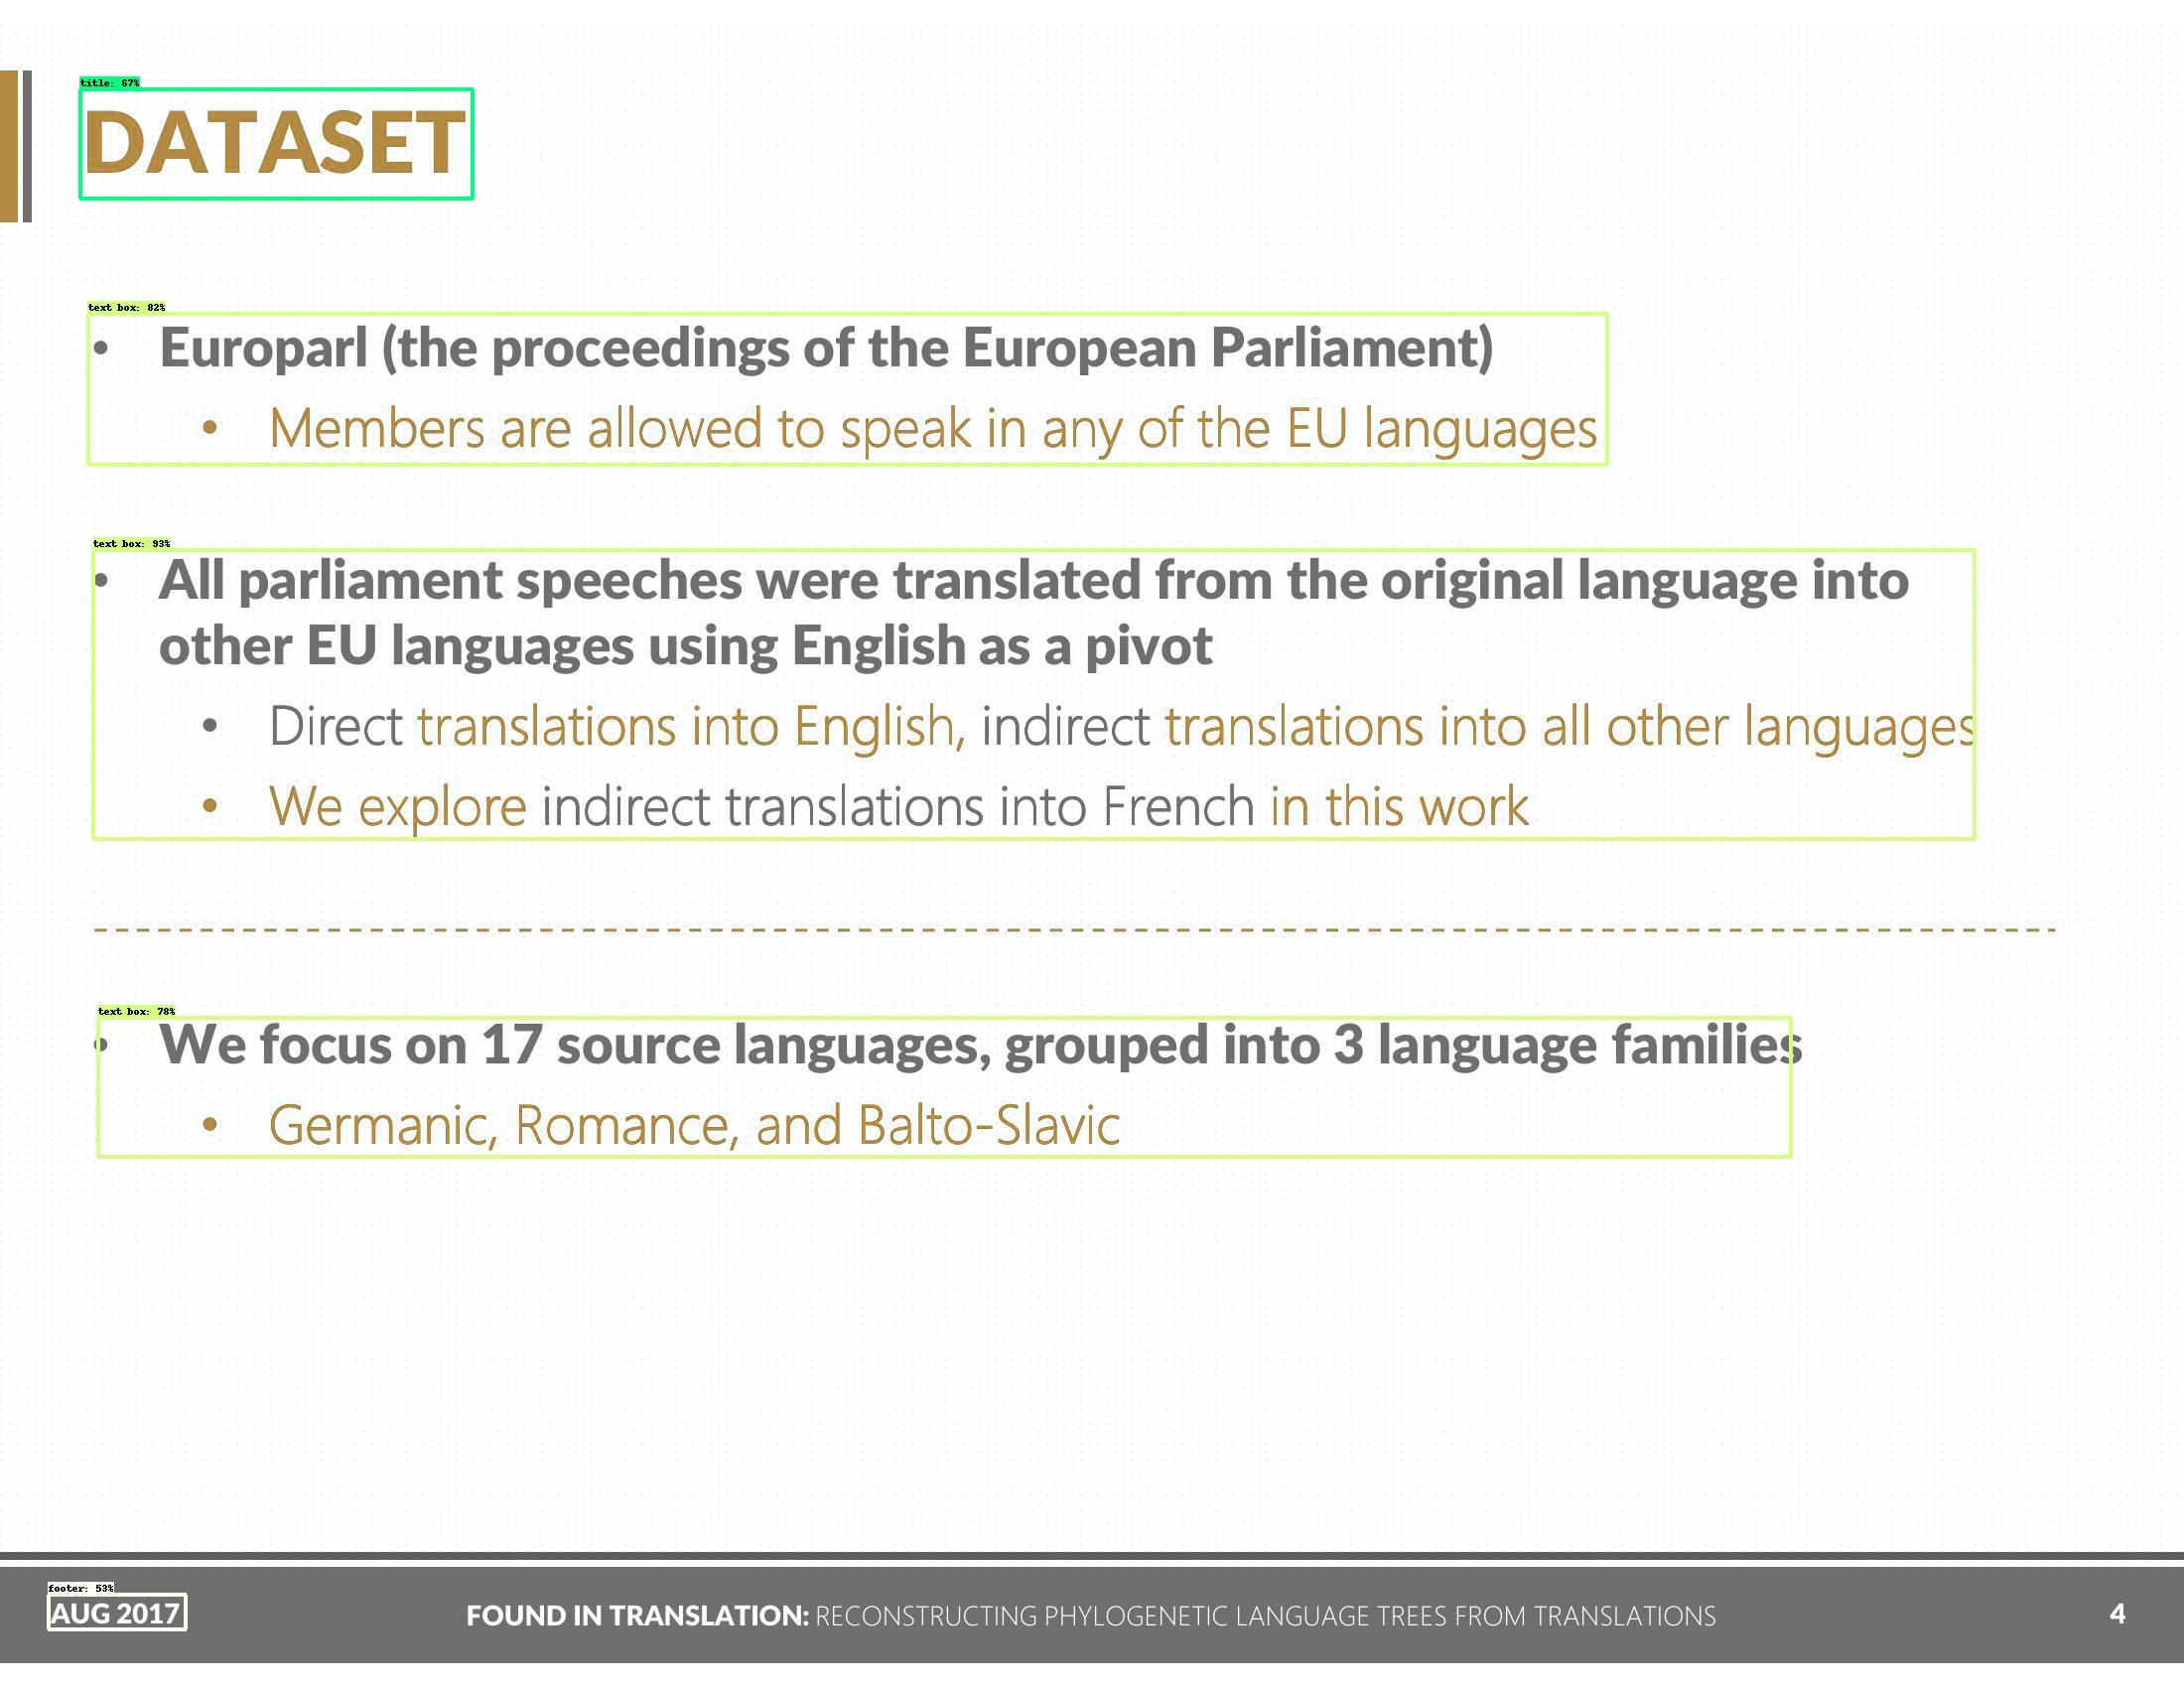 title: 67%
DATASET
text box: 82%
• Europarl (the proceedings of the European Parliament)
• Members are allowed to speak in any of the EU languages
text box: 93%
• All parliament speeches were translated from the original language into
other EU languages using English as a pivot
• Direct translations into English, indirect translations into all other languages
• We explore indirect translations into French in this work
text box: 78%
• We focus on 17 source languages, grouped into 3 language families
• Germanic, Romance, and Balto-Slavic
footer: 53%
AUG 2017
FOUND IN TRANSLATION: RECONSTRUCTING PHYLOGENETIC LANGUAGE TREES FROM TRANSLATIONS
4